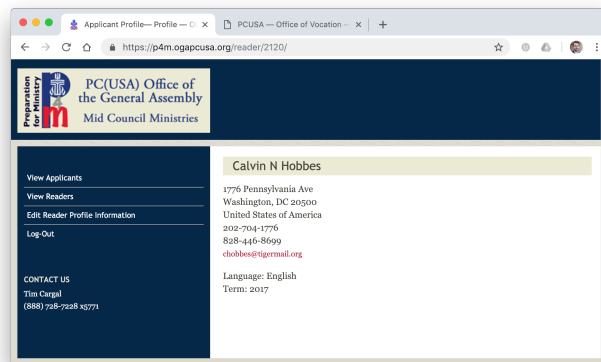 Applicant Profile— Profile — O
PCUSA — Office of Vocation –
https://p4m.ogapcusa.org/reader/2120/
Preparation
for Ministry
P4m
PC(USA) Office of
the General Assembly
Mid Council Ministries
View Applicants
View Readers
Edit Reader Profile Information
Log-Out
CONTACT US
Tim Cargal
(888) 728-7228 x5771
Calvin N Hobbes
1776 Pennsylvania Ave
Washington, DC 20500
United States of America
202-704-1776
828-446-8699
chobbes@tigermail.org
Language: English
Term: 2017